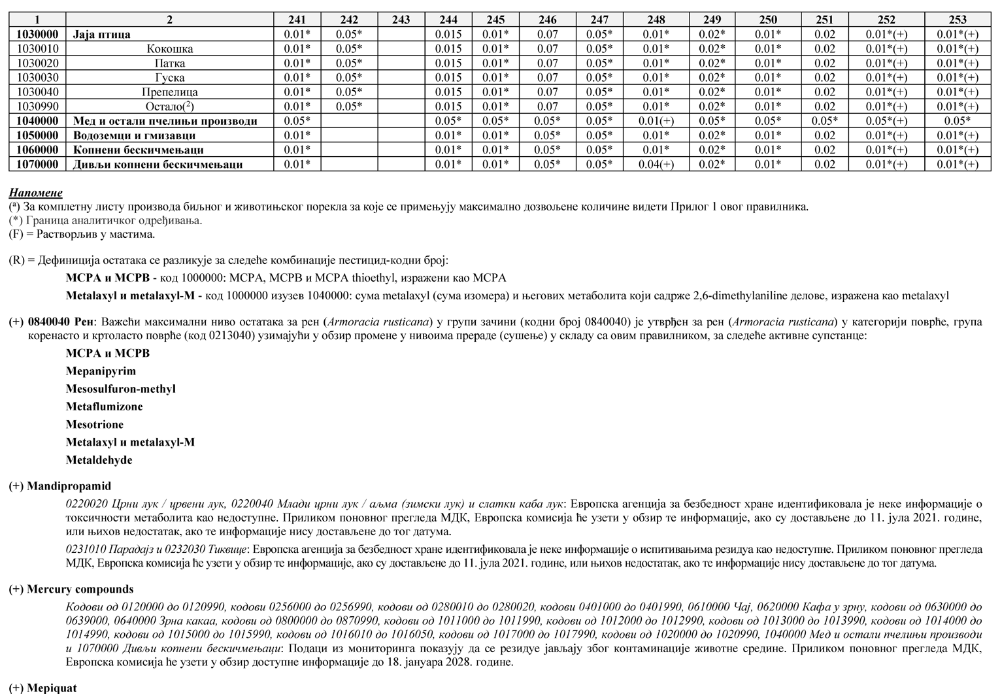 1 2 241 242 243 244 245 246 247 248 249 250 251 252 253
1030000 Јаја птица 0.01* 0.05* 0.015 0.01* 0.07 0.05* 0.01* 0.02* 0.01* 0.02 0.01*(+) 0.01*(+)
1030010 Кокошка 0.01* 0.05* 0.015 0.01* 0.07 0.05* 0.01* 0.02* 0.01* 0.02 0.01*(+) 0.01*(+)
1030020 Патка 0.01* 0.05* 0.015 0.01* 0.07 0.05* 0.01* 0.02* 0.01* 0.02 0.01*(+) 0.01*(+)
1030030 Гуска 0.01* 0.05* 0.015 0.01* 0.07 0.05* 0.01* 0.02* 0.01* 0.02 0.01*(+) 0.01*(+)
1030040 Препелица 0.01* 0.05* 0.015 0.01* 0.07 0.05* 0.01* 0.02* 0.01* 0.02 0.01*(+) 0.01*(+)
1030990 Остало(²) 0.01* 0.05* 0.015 0.01* 0.07 0.05* 0.01* 0.02* 0.01* 0.02 0.01*(+) 0.01*(+)
1040000 Мед и остали пчелињи производи 0.05* 0.05* 0.05* 0.05* 0.05* 0.01(+) 0.05* 0.05* 0.05* 0.05*(+) 0.05*
1050000 Водоземци и гмизавци 0.01* 0.01* 0.01* 0.05* 0.05* 0.01* 0.02* 0.01* 0.02 0.01*(+) 0.01*(+)
1060000 Копнени бескичмењаци 0.01* 0.01* 0.01* 0.05* 0.05* 0.01* 0.02* 0.01* 0.02 0.01*(+) 0.01*(+)
1070000 Дивљи копнени бескичмењаци 0.01* 0.01* 0.01* 0.05* 0.05* 0.04(+) 0.02* 0.01* 0.02 0.01*(+) 0.01*(+)
Напомене
(ª) За комплетну листу производа биљног и животињског порекла за које се примењују максимално дозвољене количине видети Прилог 1 овог правилника.
(*) Граница аналитичког одређивања.
(F) = Растворљив у мастима.
(R) = Дефиниција остатака се разликује за следеће комбинације пестицид-кодни број:
MCPA и MCPB - код 1000000: MCPA, MCPB и MCPA thioethyl, изражени као MCPA
Metalaxyl и metalaxyl-M - код 1000000 изузев 1040000: сума metalaxyl (сума изомера) и његових метаболита који садрже 2,6-dimethylaniline делове, изражена као metalaxyl
(+) 0840040 Рен: Важећи максимални ниво остатака за рен (Armoracia rusticana) у групи зачини (кодни број 0840040) је утврђен за рен (Armoracia rusticana) у категорији поврће, група
коренасто и кртоласто поврће (код 0213040) узимајући у обзир промене у нивоима прераде (сушење) у складу са овим правилником, за следеће активне супстанце:
MCPA и MCPB
Mepanipyrim
Mesosulfuron-methyl
Metaflumizone
Mesotrione
Metalaxyl и metalaxyl-M
Metaldehyde
(+) Mandipropamid
0220020 Црни лук / црвени лук, 0220040 Млади црни лук / аљма (зимски лук) и слатки каба лук: Европска агенција за безбедност хране идентификовала је неке информације о
токсичности метаболита као недоступне. Приликом поновног прегледа МДК, Европска комисија ће узети у обзир те информације, ако су достављене до 11. јула 2021. године,
или њихов недостатак, ако те информације нису достављене до тог датума.
0231010 Парадајз и 0232030 Тиквице: Европска агенција за безбедност хране идентификовала је неке информације о испитивањима резидуа као недоступне. Приликом поновног прегледа
МДК, Европска комисија ће узети у обзир те информације, ако су достављене до 11. јула 2021. године, или њихов недостатак, ако те информације нису достављене до тог датума.
(+) Mercury compounds
Кодови од 0120000 до 0120990, кодови 0256000 до 0256990, кодови од 0280010 до 0280020, кодови 0401000 до 0401990, 0610000 Чај, 0620000 Кафа у зрну, кодови од 0630000 до
0639000, 0640000 Зрна какаа, кодови од 0800000 до 0870990, кодови од 1011000 до 1011990, кодови од 1012000 до 1012990, кодови од 1013000 до 1013990, кодови од 1014000 до
1014990, кодови од 1015000 до 1015990, кодови од 1016010 до 1016050, кодови од 1017000 до 1017990, кодови од 1020000 до 1020990, 1040000 Мед и остали пчелињи производи
и 1070000 Дивљи копнени бескичмењаци: Подаци из мониторинга показују да се резидуе јављају због контаминације животне средине. Приликом поновног прегледа МДК,
Европска комисија ће узети у обзир доступне информације до 18. јануара 2028. године.
(+) Mepiquat